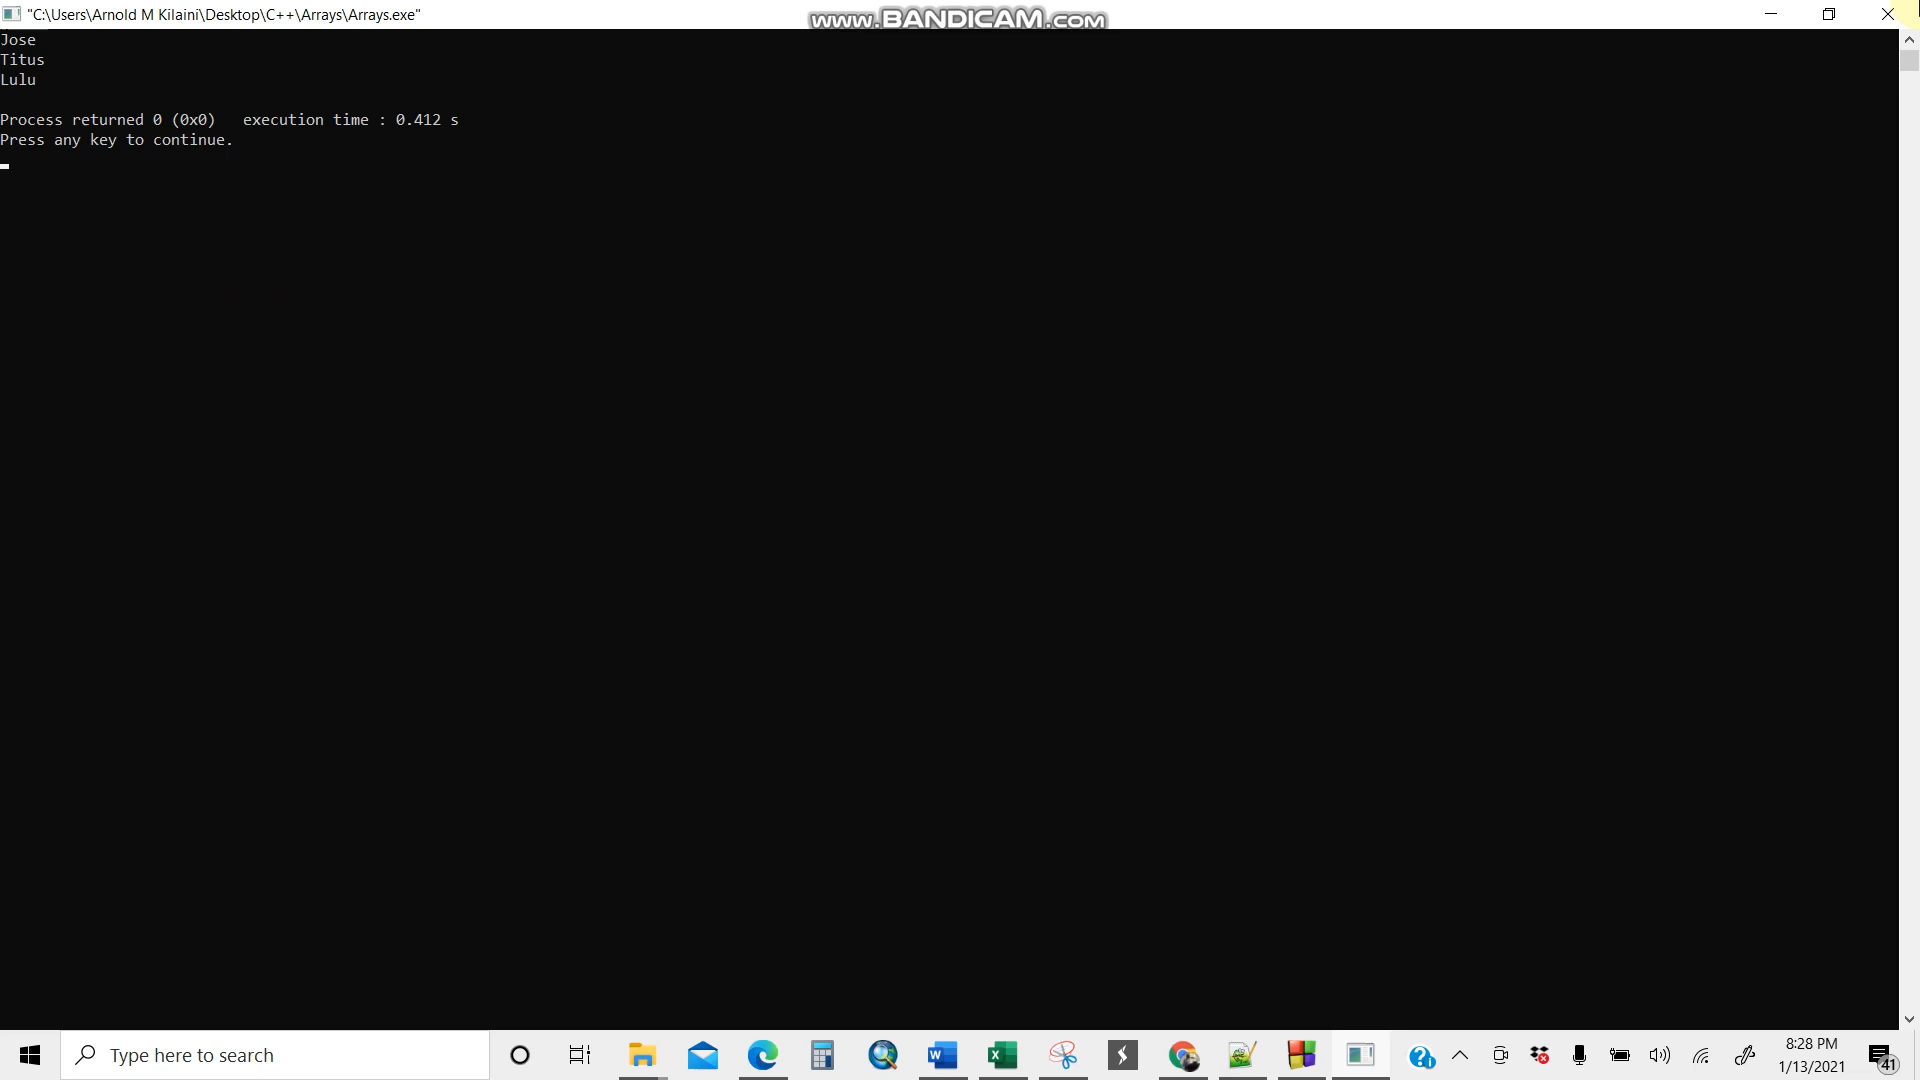 "C:\Users\Arnold M Kilaini\Desktop\C++\Arrays\Arrays.exe"
www.BANDICAM.com
Jose
Titus
Lulu
Process returned 0 (0x0)   execution time : 0.412 s
Press any key to continue.
Type here to search
8:28 PM
1/13/2021
41